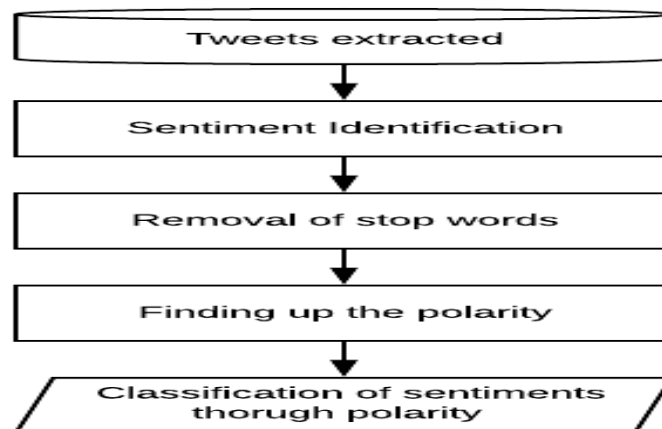 Tweets extracted
Sentiment Identification
Removal of stop words
Finding up the polarity
Classification of sentiments
thorugh polarity